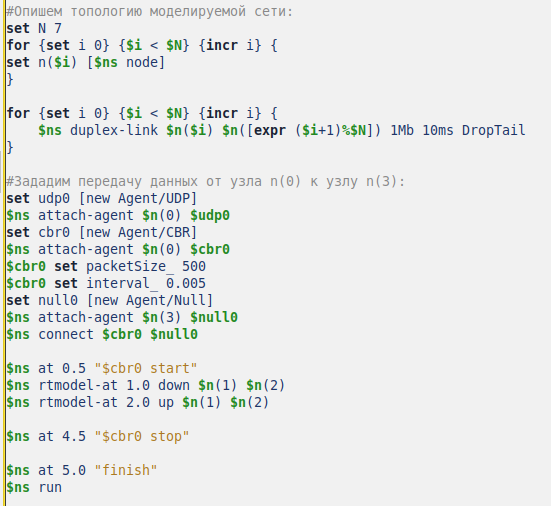 #Опишем топологию моделируемой сети:
set N 7
for {set i 0} {$i < $N} {incr i} {
set n($i) [$ns node]
}

for {set i 0} {$i < $N} {incr i} {
    $ns duplex-link $n($i) $n([expr ($i+1)%$N]) 1Mb 10ms DropTail
}

#Зададим передачу данных от узла n(0) к узлу n(3):
set udp0 [new Agent/UDP]
$ns attach-agent $n(0) $udp0
set cbr0 [new Agent/CBR]
$ns attach-agent $n(0) $cbr0
$cbr0 set packetSize_ 500
$cbr0 set interval_ 0.005
set null0 [new Agent/Null]
$ns attach-agent $n(3) $null0
$ns connect $cbr0 $null0

$ns at 0.5 "$cbr0 start"
$ns rtmodel-at 1.0 down $n(1) $n(2)
$ns rtmodel-at 2.0 up $n(1) $n(2)

$ns at 4.5 "$cbr0 stop"

$ns at 5.0 "finish"
$ns run